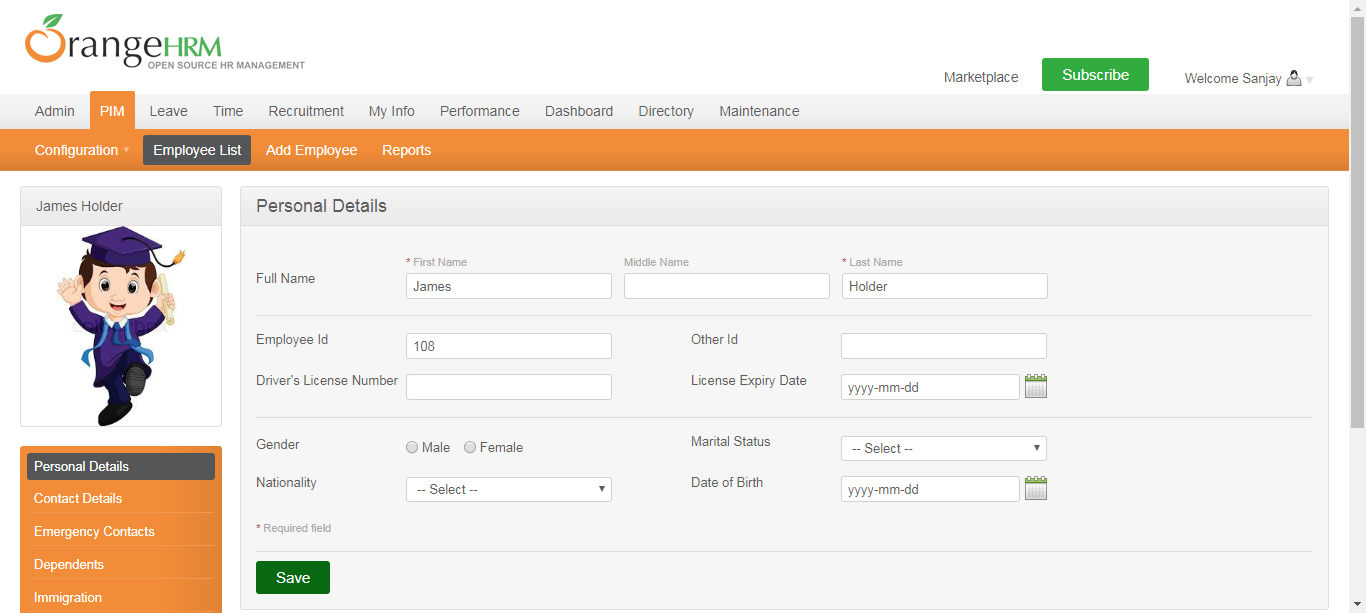 OrangeHRM
OPEN SOURCE HR MANAGEMENT
Marketplace
Subscribe
Welcome Sanjay
Admin PIM Leave Time Recruitment My Info Performance Dashboard Directory Maintenance
Configuration Employee List Add Employee Reports
James Holder
Personal Details
* First Name Middle Name * Last Name
Full Name James Holder
Employee Id 108 Other Id
Driver's License Number License Expiry Date yyyy-mm-dd
Gender Male Female Marital Status -- Select --
Nationality -- Select -- Date of Birth yyyy-mm-dd
* Required field
Save
Personal Details
Contact Details
Emergency Contacts
Dependents
Immigration